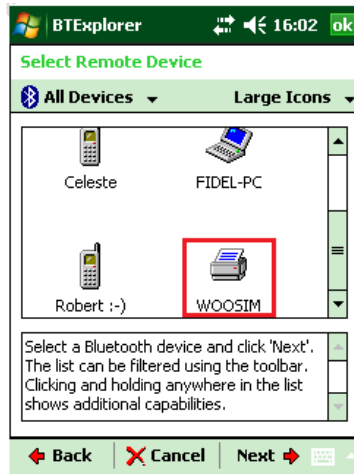 BTExplorer 16:02 ok
Select Remote Device
All Devices Large Icons
Celeste FIDEL-PC
Robert :-) WOOSIM
Select a Bluetooth device and click 'Next'.
The list can be filtered using the toolbar.
Clicking and holding anywhere in the list
shows additional capabilities.
Back Cancel Next